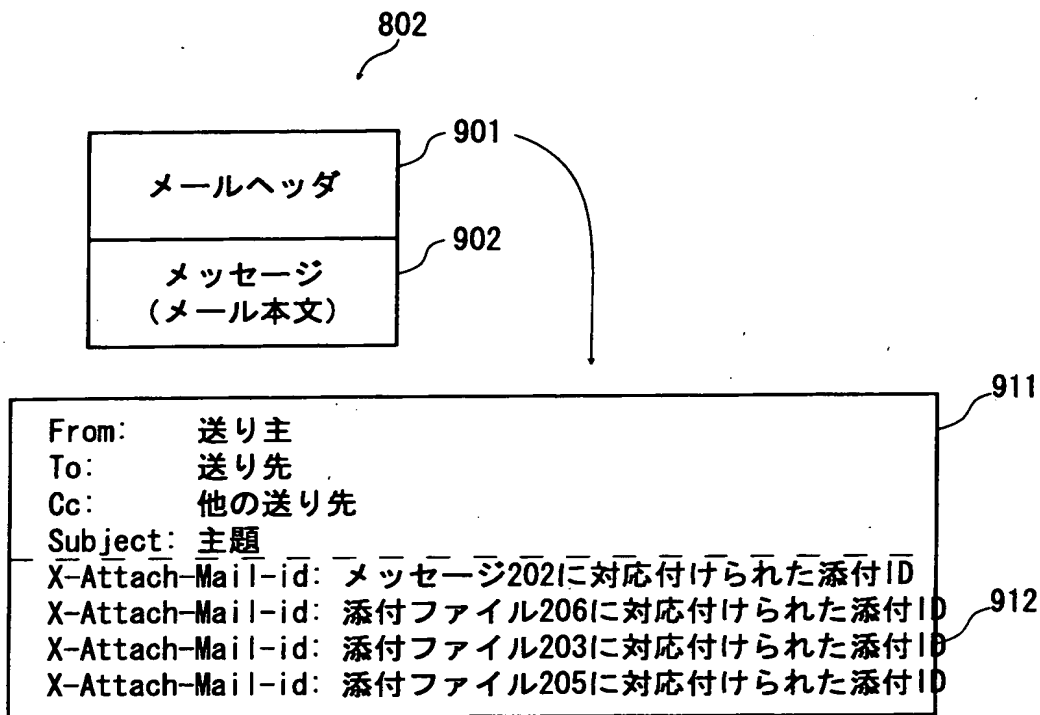 802
901
メールヘッダ
902
メッセージ
(メール本文)
911
From: 送り主
To: 送り先
Cc: 他の送り先
Subject: 主題
X-Attach-Mail-id: メッセージ202に対応付けられた添付ID
X-Attach-Mail-id: 添付ファイル206に対応付けられた添付ID
912
X-Attach-Mail-id: 添付ファイル203に対応付けられた添付ID
X-Attach-Mail-id: 添付ファイル205に対応付けられた添付ID